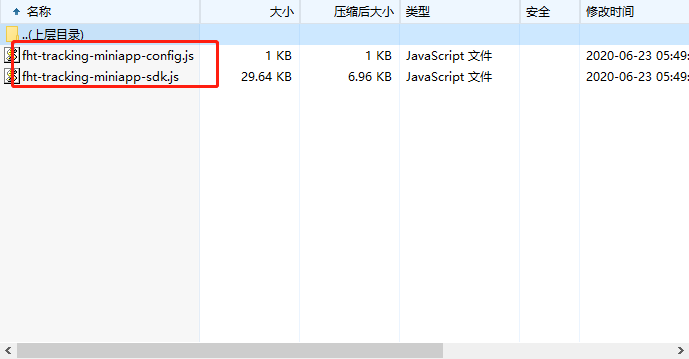 名称 大小 压缩后大小 类型 安全 修改时间
..(上层目录)
fht-tracking-miniapp-config.js 1 KB 1 KB JavaScript 文件 2020-06-23 05:49
fht-tracking-miniapp-sdk.js 29.64 KB 6.96 KB JavaScript 文件 2020-06-23 05:49